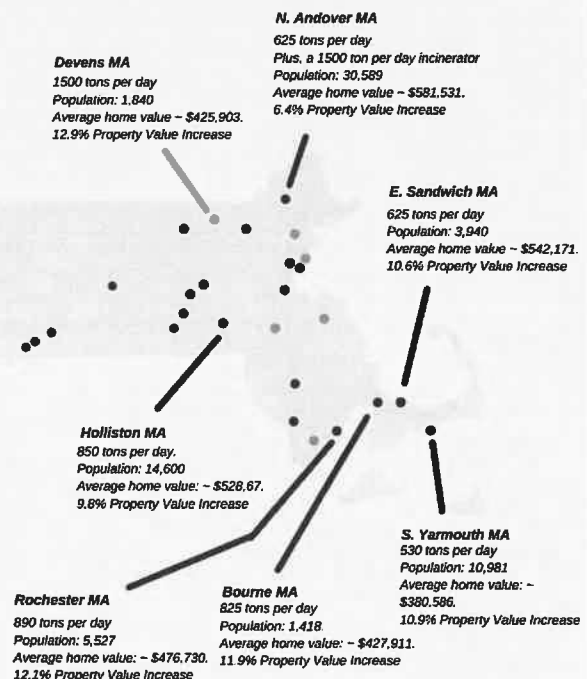 N. Andover MA
625 tons per day
Plus, a 1500 ton per day incinerator
Population: 30,589
Average home value ~ $581,531.
6.4% Property Value Increase
Devens MA
1500 tons per day
Population: 1,840
Average home value ~ $425,903.
12.9% Property Value Increase
E. Sandwich MA
625 tons per day
Population: 3,940
Average home value ~ $542,171.
10.6% Property Value Increase
Holliston MA
850 tons per day.
Population: 14,600
Average home value: ~ $528,67.
9.8% Property Value Increase
S. Yarmouth MA
530 tons per day
Population: 10,981
Average home value: ~
$380.586.
10.9% Property Value Increase
Rochester MA
890 tons per day
Population: 5,527
Average home value: ~ $476,730.
12.1% Property Value Increase
Bourne MA
825 tons per day
Population: 1,418.
Average home value: ~ $427,911.
11.9% Property Value Increase